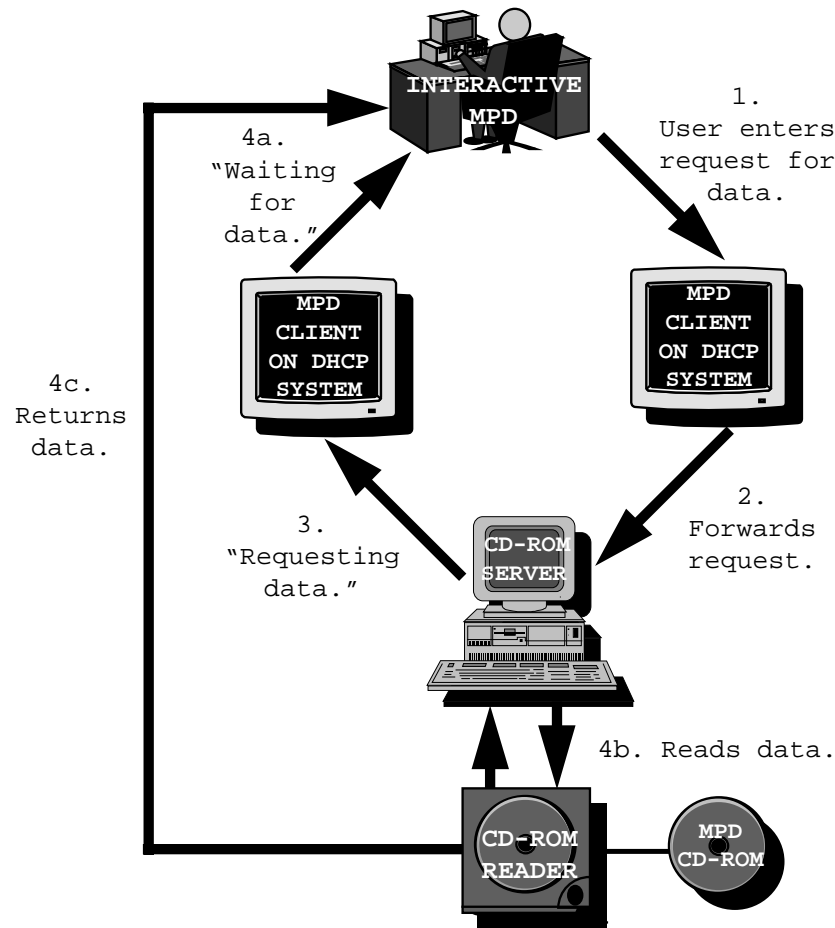 INTERACTIVE
MPD
1.
User enters
request for
data.
4a.
“Waiting
for
data.”
MPD
CLIENT
ON DHCP
SYSTEM
MPD
CLIENT
ON DHCP
SYSTEM
4c.
Returns
data.
2.
Forwards
request.
3.
“Requesting
data.”
CD-ROM
SERVER
4b. Reads data.
CD-ROM
READER
MPD
CD-ROM